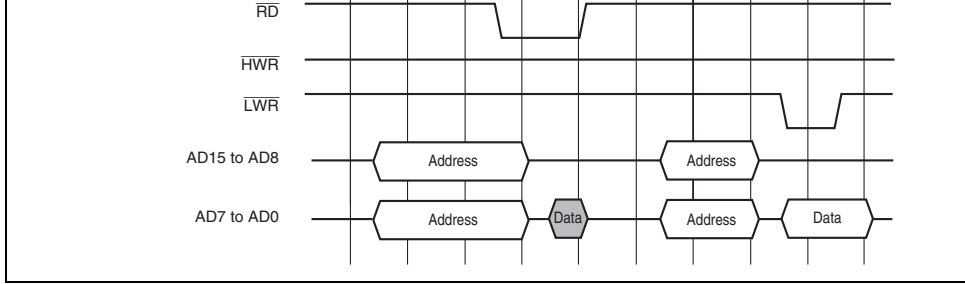 RD
HWR
LWR
AD15 to AD8 Address Address
AD7 to AD0 Address Data Address Data